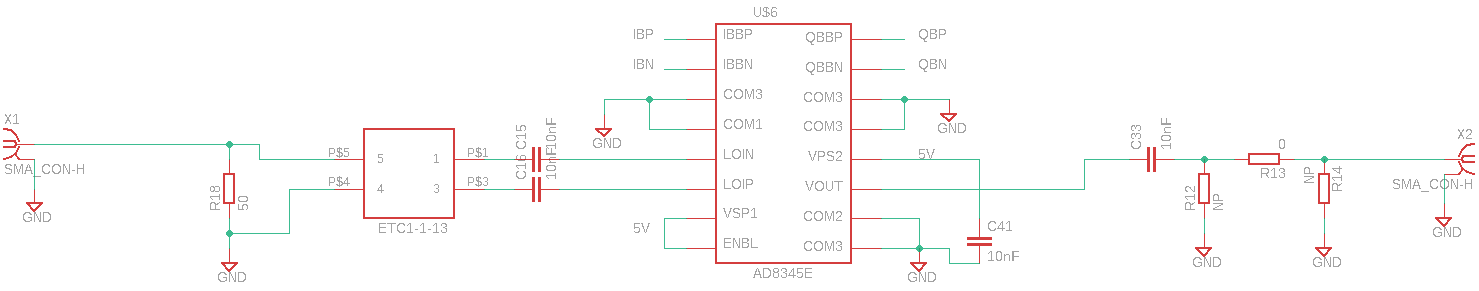 U$6
IBP
IBBP
QBBP
QBP
IBN
IBBN
QBBN
QBN
COM3
COM3
GND
COM1
COM3
GND
X1
P$5
5
1
P$1
C15
10nF
LOIN
VPS2
5V
C33
10nF
0
X2
SMA_CON-H
P$4
4
3
P$3
C16
10nF
LOIP
VOUT
R13
NP
R14
SMA_CON-H
R18
50
R12
NP
GND
ETC1-1-13
5V
VSP1
COM2
C41
GND
ENBL
COM3
10nF
GND
AD8345E
GND
GND
GND